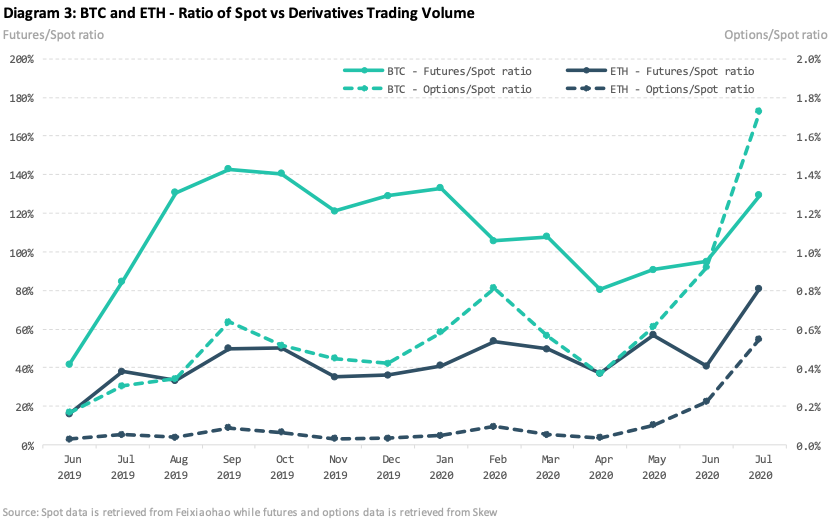 Diagram 3: BTC and ETH - Ratio of Spot vs Derivatives Trading Volume
Futures/Spot ratio Options/Spot ratio
BTC - Futures/Spot ratio ETH - Futures/Spot ratio
BTC - Options/Spot ratio ETH - Options/Spot ratio
200% 2.0%
180% 1.8%
160% 1.6%
140% 1.4%
120% 1.2%
100% 1.0%
80% 0.8%
60% 0.6%
40% 0.4%
20% 0.2%
0% 0.0%
Jun Jul Aug Sep Oct Nov Dec Jan Feb Mar Apr May Jun Jul
2019 2019 2019 2019 2019 2019 2019 2020 2020 2020 2020 2020 2020 2020
Source: Spot data is retrieved from Feixiaohao while futures and options data is retrieved from Skew